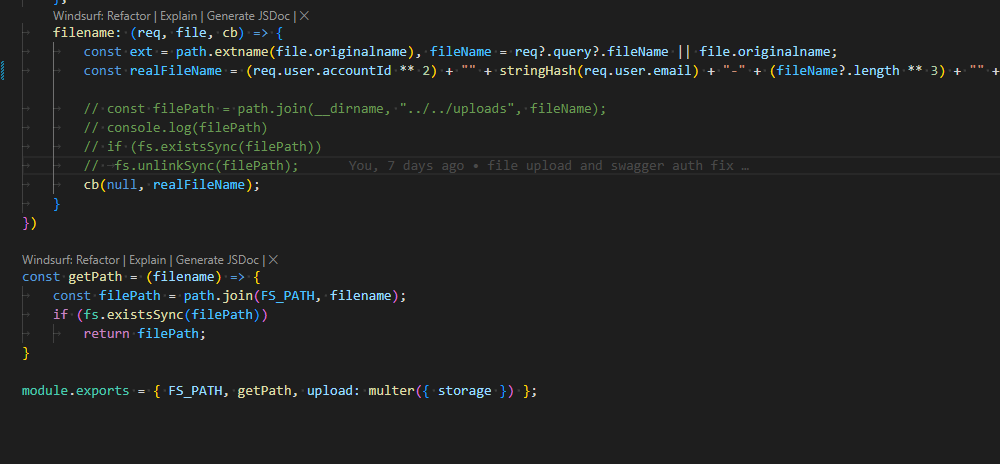 },
Windsurf: Refactor | Explain | Generate JSDoc | X
filename: (req, file, cb) => {
const ext = path.extname(file.originalname), fileName = req?.query?.fileName || file.originalname;
const realFileName = (req.user.accountId ** 2) + "" + stringHash(req.user.email) + "-" + (fileName?.length ** 3) + "" +
// const filePath = path.join(__dirname, "../../uploads", fileName);
// console.log(filePath)
// if (fs.existsSync(filePath))
// fs.unlinkSync(filePath); You, 7 days ago • file upload and swagger auth fix …
cb(null, realFileName);
}
})
Windsurf: Refactor | Explain | Generate JSDoc | X
const getPath = (filename) => {
const filePath = path.join(FS_PATH, filename);
if (fs.existsSync(filePath))
return filePath;
}
module.exports = { FS_PATH, getPath, upload: multer({ storage }) };